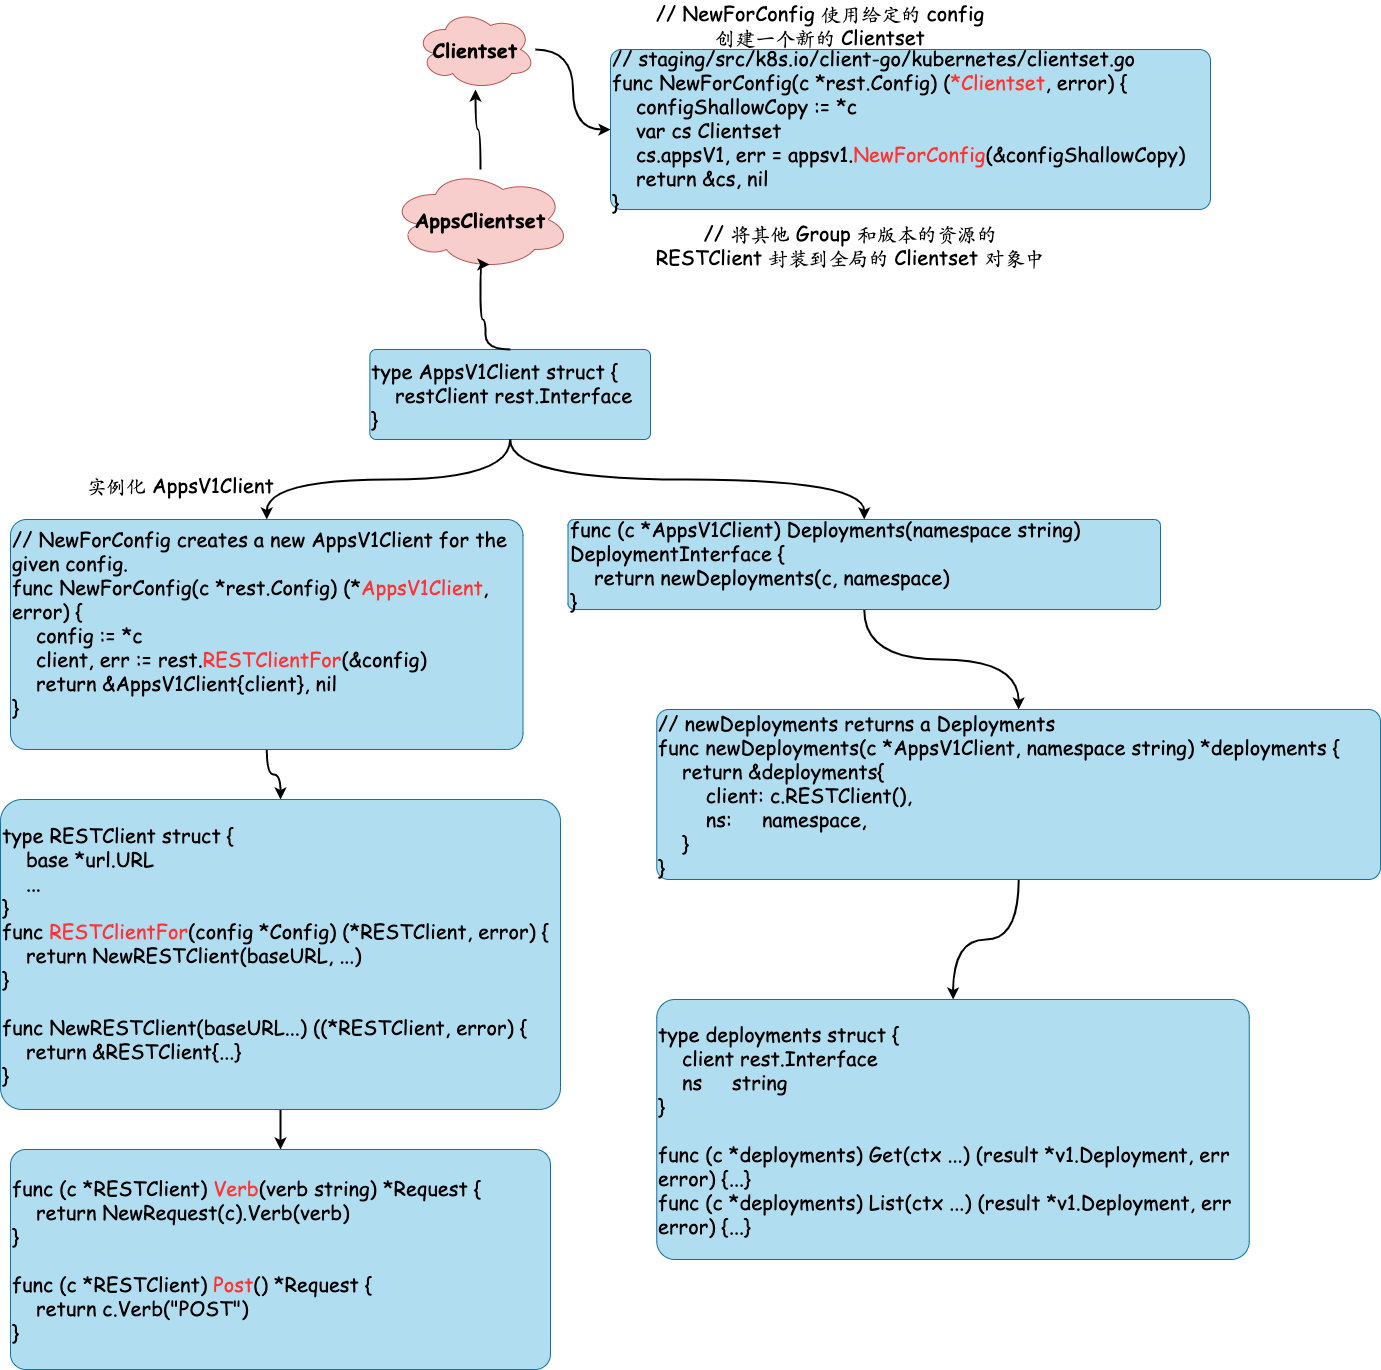 Clientset
// NewForConfig 使用给定的 config
创建一个新的 Clientset
// staging/src/k8s.io/client-go/kubernetes/clientset.go
func NewForConfig(c *rest.Config) (*Clientset, error) {
    configShallowCopy := *c
    var cs Clientset
    cs.appsV1, err = appsv1.NewForConfig(&configShallowCopy)
    return &cs, nil
}
AppsClientset
// 将其他 Group 和版本的资源的
RESTClient 封装到全局的 Clientset 对象中
type AppsV1Client struct {
    restClient rest.Interface
}
实例化 AppsV1Client
// NewForConfig creates a new AppsV1Client for the
given config.
func NewForConfig(c *rest.Config) (*AppsV1Client,
error) {
    config := *c
    client, err := rest.RESTClientFor(&config)
    return &AppsV1Client{client}, nil
}
func (c *AppsV1Client) Deployments(namespace string)
DeploymentInterface {
    return newDeployments(c, namespace)
}
// newDeployments returns a Deployments
func newDeployments(c *AppsV1Client, namespace string) *deployments {
    return &deployments{
        client: c.RESTClient(),
        ns:     namespace,
    }
}
type RESTClient struct {
    base *url.URL
    ...
}
func RESTClientFor(config *Config) (*RESTClient, error) {
    return NewRESTClient(baseURL, ...)
}
func NewRESTClient(baseURL...) ((*RESTClient, error) {
    return &RESTClient{...}
}
type deployments struct {
    client rest.Interface
    ns     string
}
func (c *deployments) Get(ctx ...) (result *v1.Deployment, err
error) {...}
func (c *deployments) List(ctx ...) (result *v1.Deployment, err
error) {...}
func (c *RESTClient) Verb(verb string) *Request {
    return NewRequest(c).Verb(verb)
}
func (c *RESTClient) Post() *Request {
    return c.Verb("POST")
}